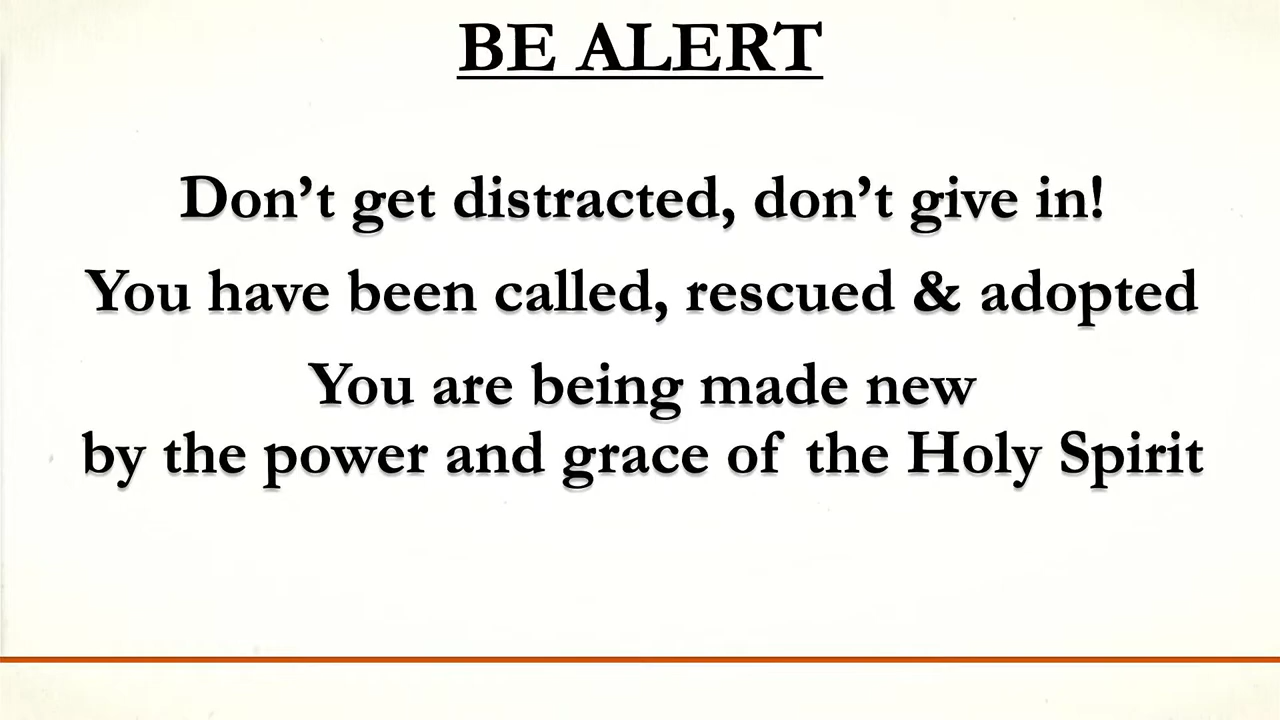 BE ALERT
Don’t get distracted, don’t give in!
You have been called, rescued & adopted
You are being made new
by the power and grace of the Holy Spirit